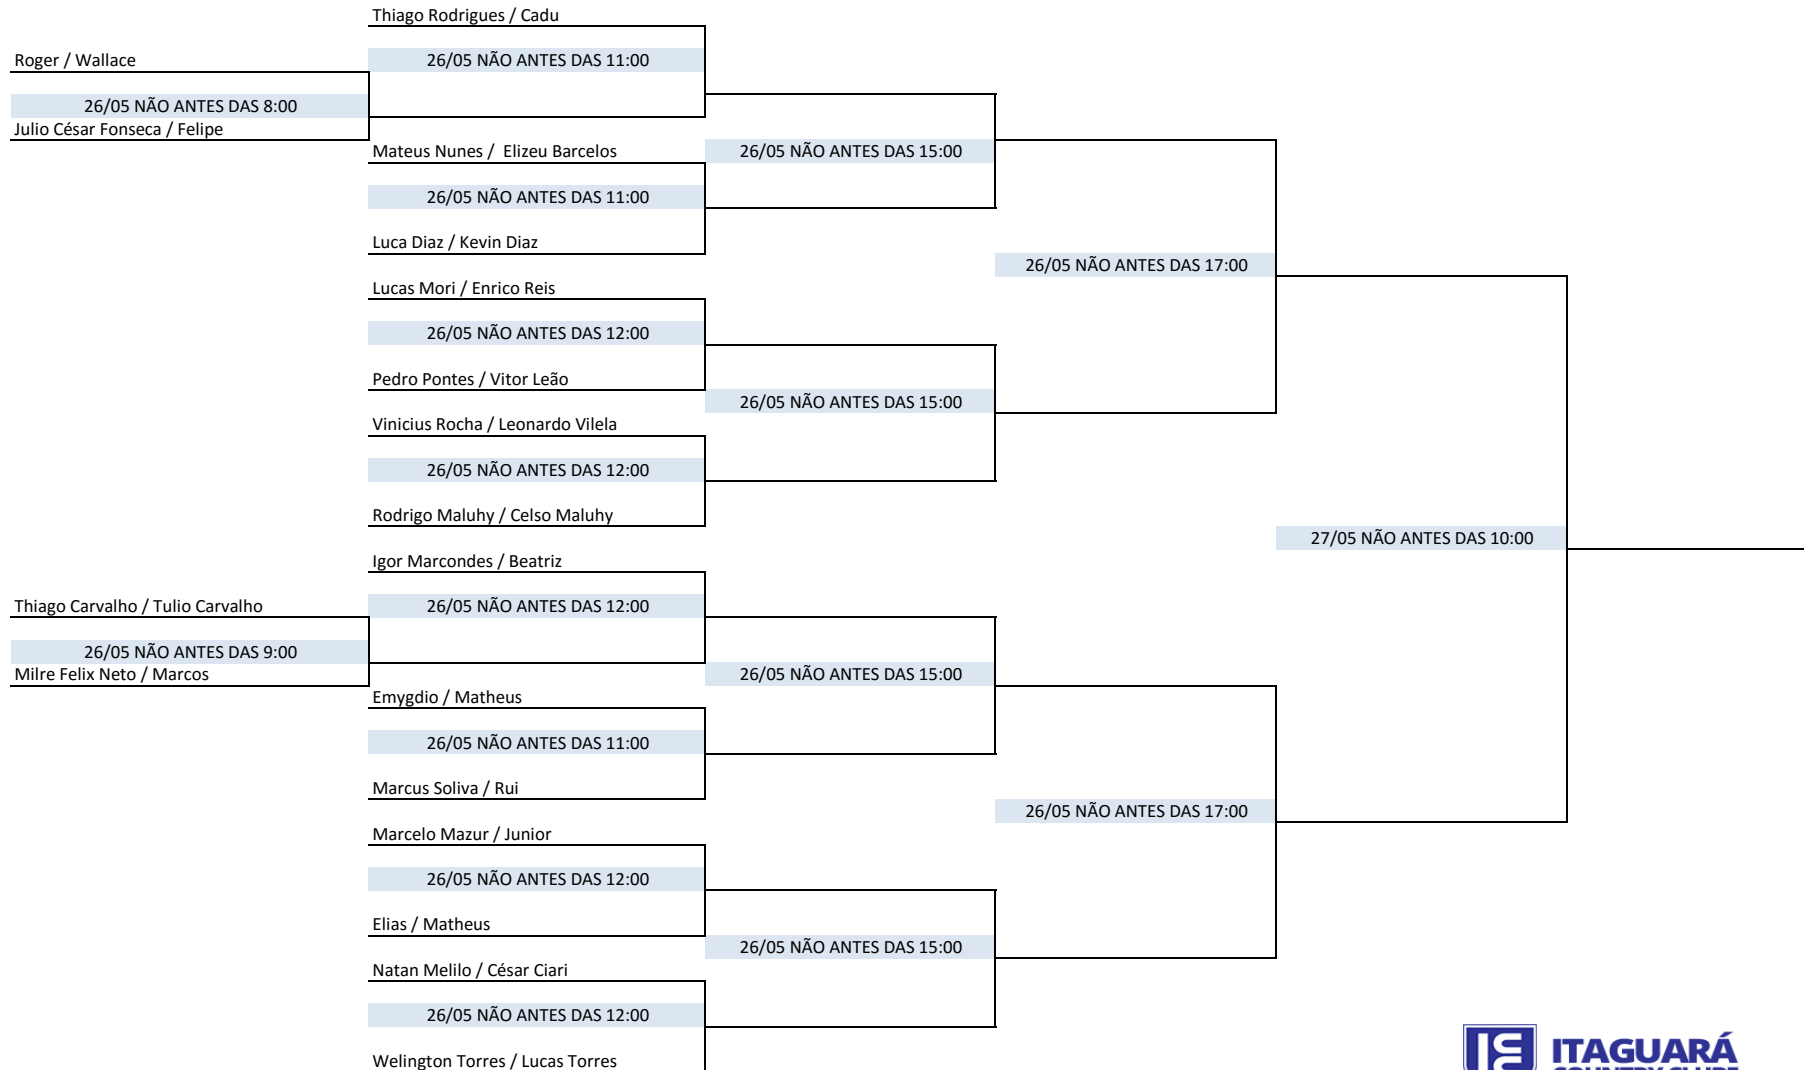 Thiago Rodrigues / Cadu
Roger / Wallace
26/05 NÃO ANTES DAS 11:00
26/05 NÃO ANTES DAS 8:00
Julio César Fonseca / Felipe
Mateus Nunes /  Elizeu Barcelos
26/05 NÃO ANTES DAS 15:00
26/05 NÃO ANTES DAS 11:00
Luca Diaz / Kevin Diaz
26/05 NÃO ANTES DAS 17:00
Lucas Mori / Enrico Reis
26/05 NÃO ANTES DAS 12:00
Pedro Pontes / Vitor Leão
26/05 NÃO ANTES DAS 15:00
Vinicius Rocha / Leonardo Vilela
26/05 NÃO ANTES DAS 12:00
Rodrigo Maluhy / Celso Maluhy
27/05 NÃO ANTES DAS 10:00
Igor Marcondes / Beatriz
Thiago Carvalho / Tulio Carvalho
26/05 NÃO ANTES DAS 12:00
26/05 NÃO ANTES DAS 9:00
Milre Felix Neto / Marcos
26/05 NÃO ANTES DAS 15:00
Emygdio / Matheus
26/05 NÃO ANTES DAS 11:00
Marcus Soliva / Rui
26/05 NÃO ANTES DAS 17:00
Marcelo Mazur / Junior
26/05 NÃO ANTES DAS 12:00
Elias / Matheus
26/05 NÃO ANTES DAS 15:00
Natan Melilo / César Ciari
26/05 NÃO ANTES DAS 12:00
Welington Torres / Lucas Torres
ITAGUARÁ
COUNTRY CLUBE